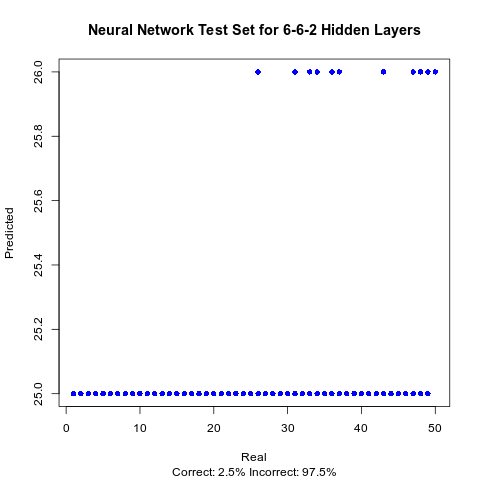 Neural Network Test Set for 6-6-2 Hidden Layers
Predicted
26.0
25.8
25.6
25.4
25.2
25.0
0 10 20 30 40 50
Real
Correct: 2.5% Incorrect: 97.5%